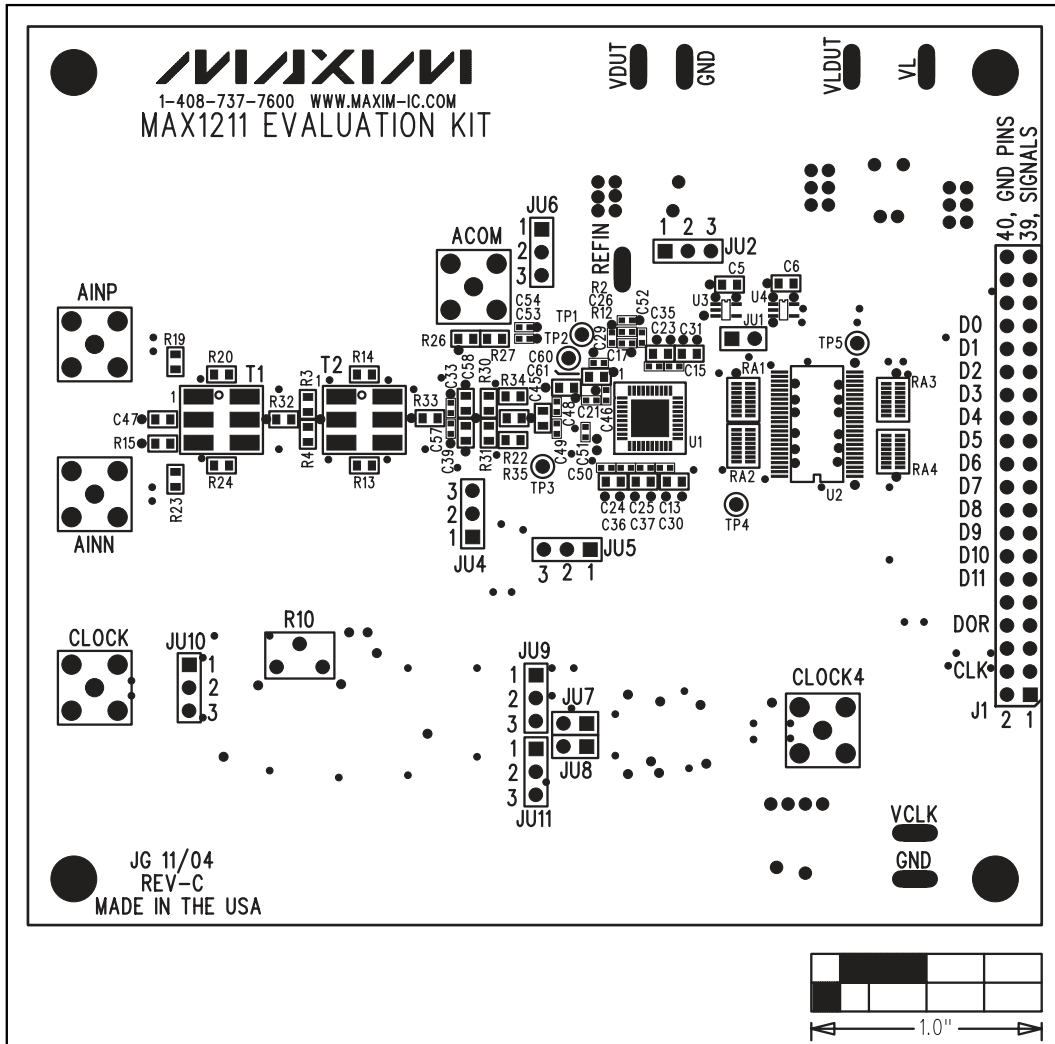 MAXIM
1-408-737-7600 WWW.MAXIM-IC.COM
MAX1211 EVALUATION KIT
VDUT
GND
VLDUT
VL
40, GND PINS
39, SIGNALS
JU6
1
2
3
ACOM
REFIN
1 2 3
JU2
AINP
R19
R20
T1
1
C47
R15
R24
R23
AINN
R32
R3
R4
T2
1
R14
R13
R33
R26
R27
C54
C53
TP1
TP2
C60
C61
R2
C26
R12
C52
C29
C17
C35
C23
C31
C15
C5
U3
C6
U4
JU1
TP5
C33
C58
R30
R34
C45
C57
C39
R31
R22
R35
C48
C49
C21
C46
C51
C50
1
U1
TP3
C24 C25 C13
C36 C37 C30
RA1
RA2
U2
RA3
RA4
TP4
D0
D1
D2
D3
D4
D5
D6
D7
D8
D9
D10
D11
DOR
CLK
J1
2 1
3
2
1
JU4
JU5
3 2 1
CLOCK
JU10
1
2
3
R10
JU9
1
2
3
JU7
JU8
1
2
3
JU11
CLOCK4
VCLK
GND
JG 11/04
REV-C
MADE IN THE USA
1.0"